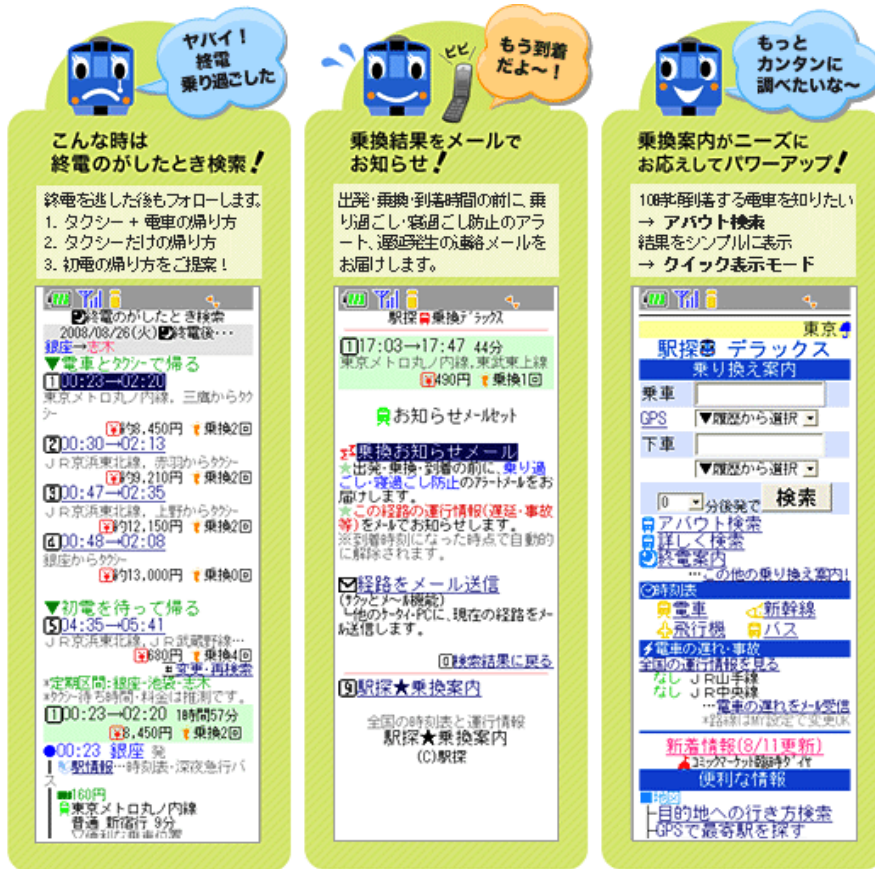 ヤバイ!
終電
乗り過ごした
こんな時は
終電のがしたとき検索!
終電を逃した後もフォローします。
1. タクシー + 電車の帰り方
2. タクシーだけの帰り方
3. 初電の帰り方をご提案!
終電のがしたとき検索
2008/08/26(火)終電後…
銀座→志木
▼電車とタクシーで帰る
1 00:23→02:20
東京メトロ丸ノ内線, 三鷹からタク
シー
¥約8,450円 乗換2回
2 00:30→02:13
JR京浜東北線, 赤羽からタクシー
¥約9,210円 乗換2回
3 00:47→02:35
JR京浜東北線, 上野からタクシー
¥約12,150円 乗換2回
4 00:48→02:08
銀座からタクシー
¥約13,000円 乗換0回
▼初電を待って帰る
5 04:35→05:41
JR京浜東北線, JR武蔵野線…
¥680円 乗換4回
#変更・再検索
*定期区間:銀座-池袋-志木
*タクシー待ち時間・料金は推測です。
1 00:23→02:20 1時間57分
¥8,450円 乗換2回
●00:23 銀座 発
駅情報…時刻表・深夜急行バ
ス
160円
東京メトロ丸ノ内線
普通 新宿行 9分
ピピ
もう到着
だよ~!
乗換結果をメールで
お知らせ!
出発・乗換・到着時間の前に、乗
り過ごし・寝過ごし防止のアラ
ート、遅延発生の連絡メールを
お届けします。
駅探乗換デラックス
1 17:03→17:47 44分
東京メトロ丸ノ内線,東武東上線
¥490円 乗換1回
お知らせメールセット
乗換お知らせメール
★出発・乗換・到着の前に、乗り過
ごし・寝過ごし防止のアラートメールをお
届けします。
★この経路の運行情報(遅延・事故
等)をメールでお知らせします。
※到着時刻になった時点で自動的
に解除されます。
経路をメール送信
(サクッとメール機能)
└他のケータイ・PCに、現在の経路をメー
ル送信します。
0 検索結果に戻る
9 駅探★乗換案内
全国の時刻表と運行情報
駅探★乗換案内
(C)駅探
もっと
カンタンに
調べたいな~
乗換案内がニーズに
お応えしてパワーアップ!
10時半に到着する電車を知りたい
→ アバウト検索
結果をシンプルに表示
→ クイック表示モード
東京
駅探 デラックス
乗り換え案内
乗車
GPS ▼履歴から選択
下車
▼履歴から選択
0 分後発で 検索
アバウト検索
詳しく検索
終電案内
…この他の乗り換え案内!
時刻表
電車 新幹線
飛行機 バス
電車の遅れ・事故
全国の運行情報を見る
なし JR山手線
なし JR中央線
…電車の遅れをメール受信
*路線はMY設定で変更OK
新着情報(8/11更新)
コミックマーケット臨時ダイヤ
便利な情報
地図
├目的地への行き方検索
├GPSで最寄駅を探す